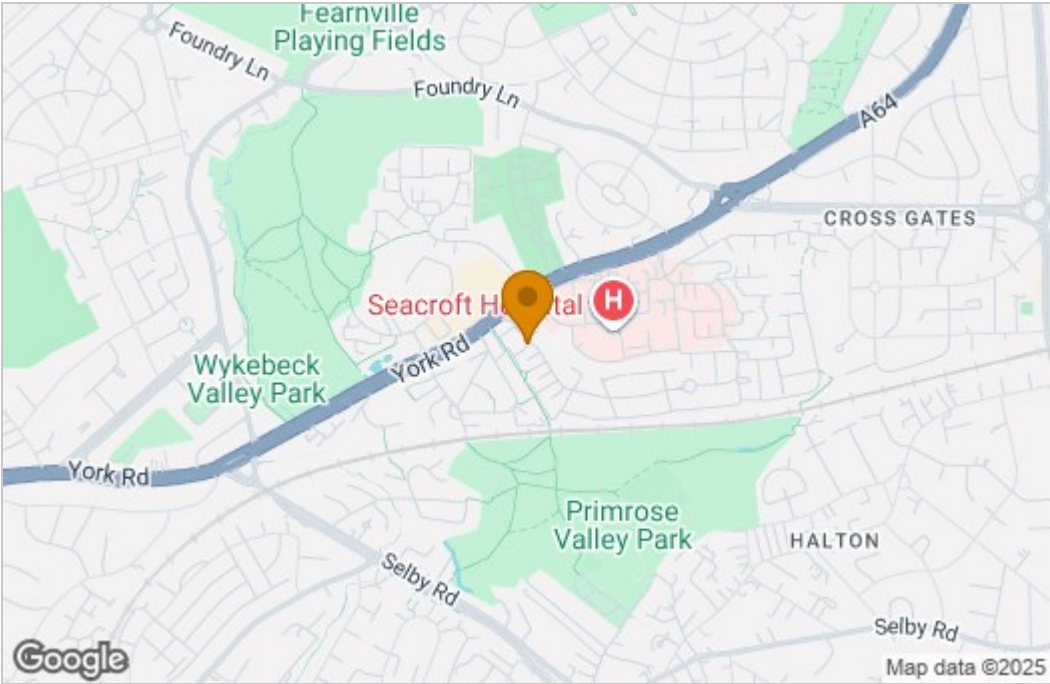 Fearnville
Playing Fields
Foundry Ln
Foundry Ln
A64
CROSS GATES
Seacroft H tal
H
York Rd
Wykebeck
Valley Park
York Rd
Primrose
Valley Park
HALTON
Selby Rd
Selby Rd
Google
Map data ©2025